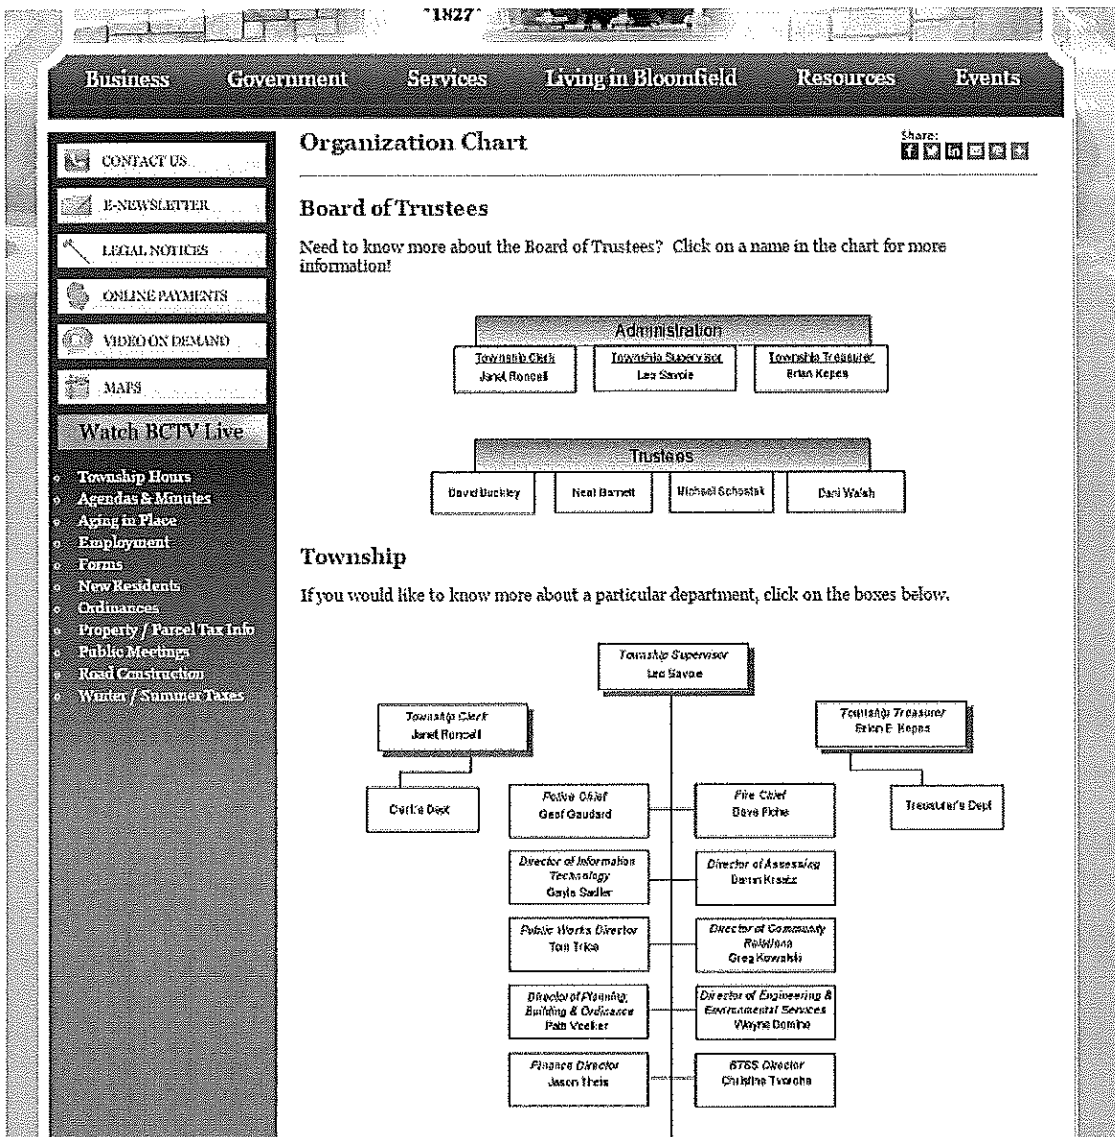 "1827"
Business Government Services Living in Bloomfield Resources Events
CONTACT US
E-NEWSLETTER
LEGAL NOTICES
ONLINE PAYMENTS
VIDEO ON DEMAND
MAPS
Watch BCTV Live
Township Hours
Agendas & Minutes
Aging in Place
Employment
Forms
New Residents
Ordinances
Property / Parcel Tax Info
Public Meetings
Road Construction
Winter / Summer Taxes
Organization Chart
Share:
Board of Trustees
Need to know more about the Board of Trustees? Click on a name in the chart for more
information!
Administration
Township Clerk
Janet Roncelli
Township Supervisor
Leo Savoie
Township Treasurer
Brian Kepes
Trustees
David Buckley Neal Barnett Michael Schostak Dani Walsh
Township
If you would like to know more about a particular department, click on the boxes below.
Township Supervisor
Leo Savoie
Township Clerk
Janet Roncelli
Township Treasurer
Brian E. Kepes
Clerk's Dept
Treasurer's Dept
Police Chief
Geof Gaudard
Fire Chief
Dave
Director of Information
Technology
Gayle Sadler
Director of Assessing
Darrin Kraatz
Public Works Director
Tom Trice
Director of Community
Relations
Greg Kowalski
Director of Planning,
Building & Ordinance
Patti Voelker
Director of Engineering &
Environmental Services
Wayne Domine
Finance Director
Jason Theis
BTSS Director
Christine